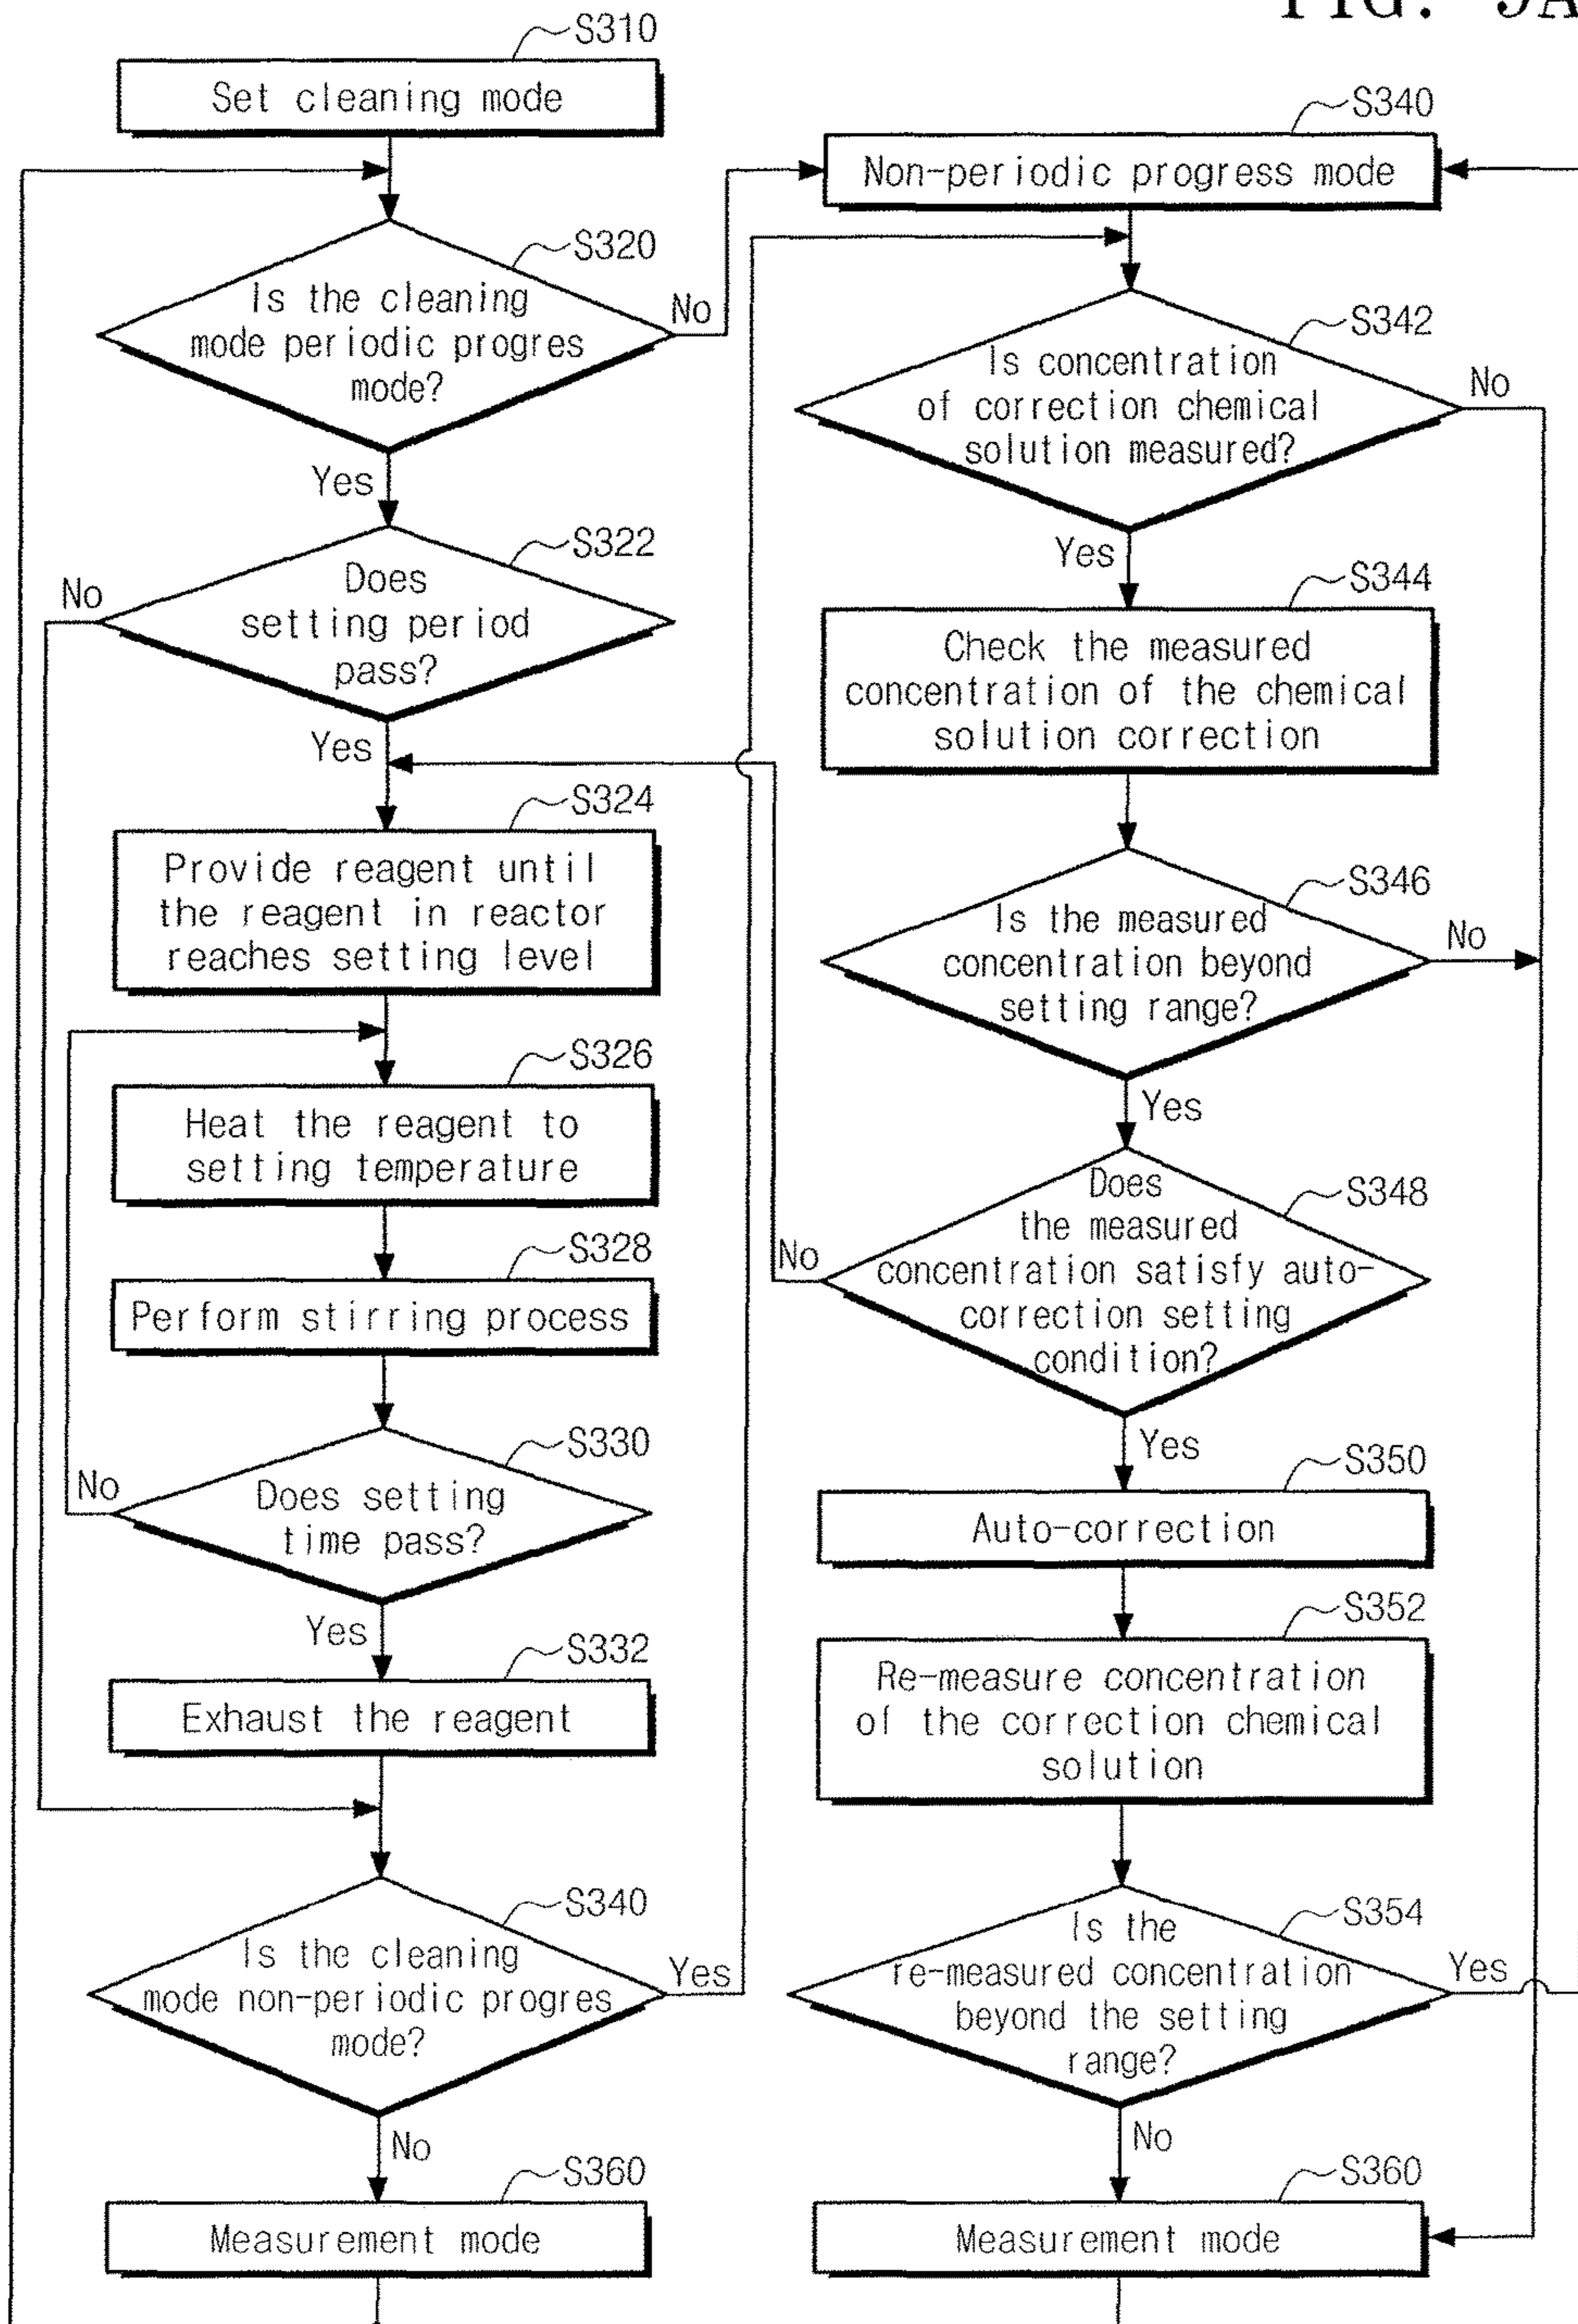 FIG. 5A
S310
Set cleaning mode
S320
Is the cleaning
mode periodic progres
mode?
No
Yes
S322
Does
setting period
pass?
No
Yes
S324
Provide reagent until
the reagent in reactor
reaches setting level
S326
Heat the reagent to
setting temperature
S328
Perform stirring process
S330
Does setting
time pass?
No
Yes
S332
Exhaust the reagent
S340
Is the cleaning
mode non-periodic progres
mode?
Yes
No
S360
Measurement mode
S340
Non-periodic progress mode
S342
Is concentration
of correction chemical
solution measured?
No
Yes
S344
Check the measured
concentration of the chemical
solution correction
S346
Is the measured
concentration beyond
setting range?
No
Yes
S348
Does
the measured
concentration satisfy auto-
correction setting
condition?
No
Yes
S350
Auto-correction
S352
Re-measure concentration
of the correction chemical
solution
S354
Is the
re-measured concentration
beyond the setting
range?
Yes
No
S360
Measurement mode